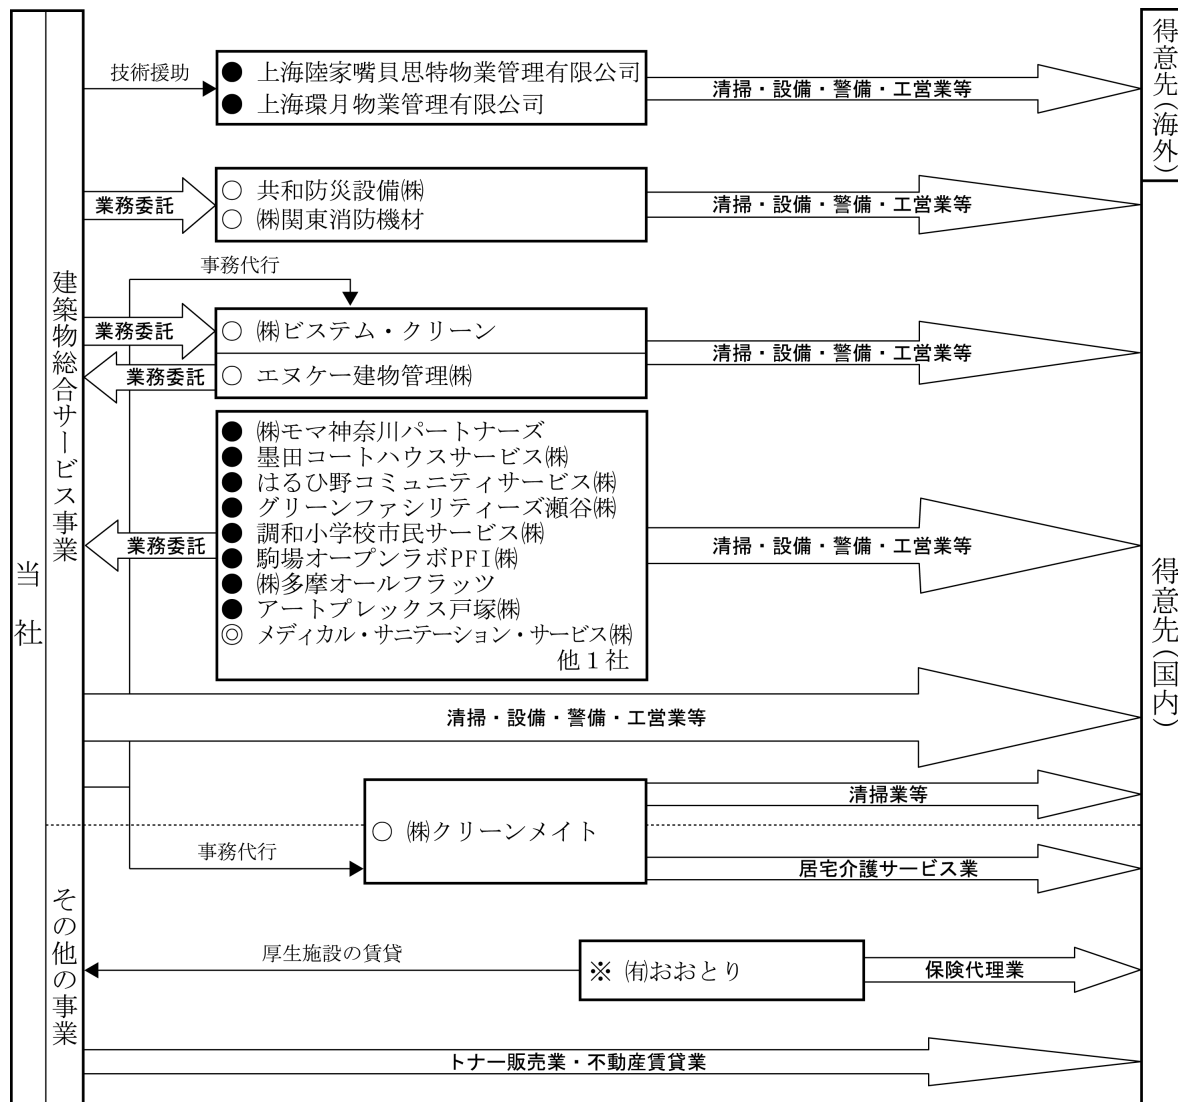 当社
建築物総合サービス事業
その他の事業
得意先(海外)
得意先(国内)
技術援助
● 上海陸家嘴貝思特物業管理有限公司
● 上海環月物業管理有限公司
清掃・設備・警備・工営業等
業務委託
○ 共和防災設備㈱
○ ㈱関東消防機材
清掃・設備・警備・工営業等
事務代行
業務委託
○ ㈱ビステム・クリーン
業務委託
○ エヌケー建物管理㈱
清掃・設備・警備・工営業等
● ㈱モマ神奈川パートナーズ
● 墨田コートハウスサービス㈱
● はるひ野コミュニティサービス㈱
● グリーンファシリティーズ瀬谷㈱
● 調和小学校市民サービス㈱
● 駒場オープンラボPFI㈱
● ㈱多摩オールフラッツ
● アートプレックス戸塚㈱
◎ メディカル・サニテーション・サービス㈱
他1社
業務委託
清掃・設備・警備・工営業等
清掃・設備・警備・工営業等
○ ㈱クリーンメイト
清掃業等
事務代行
居宅介護サービス業
厚生施設の賃貸
※ ㈲おおとり
保険代理業
トナー販売業・不動産賃貸業